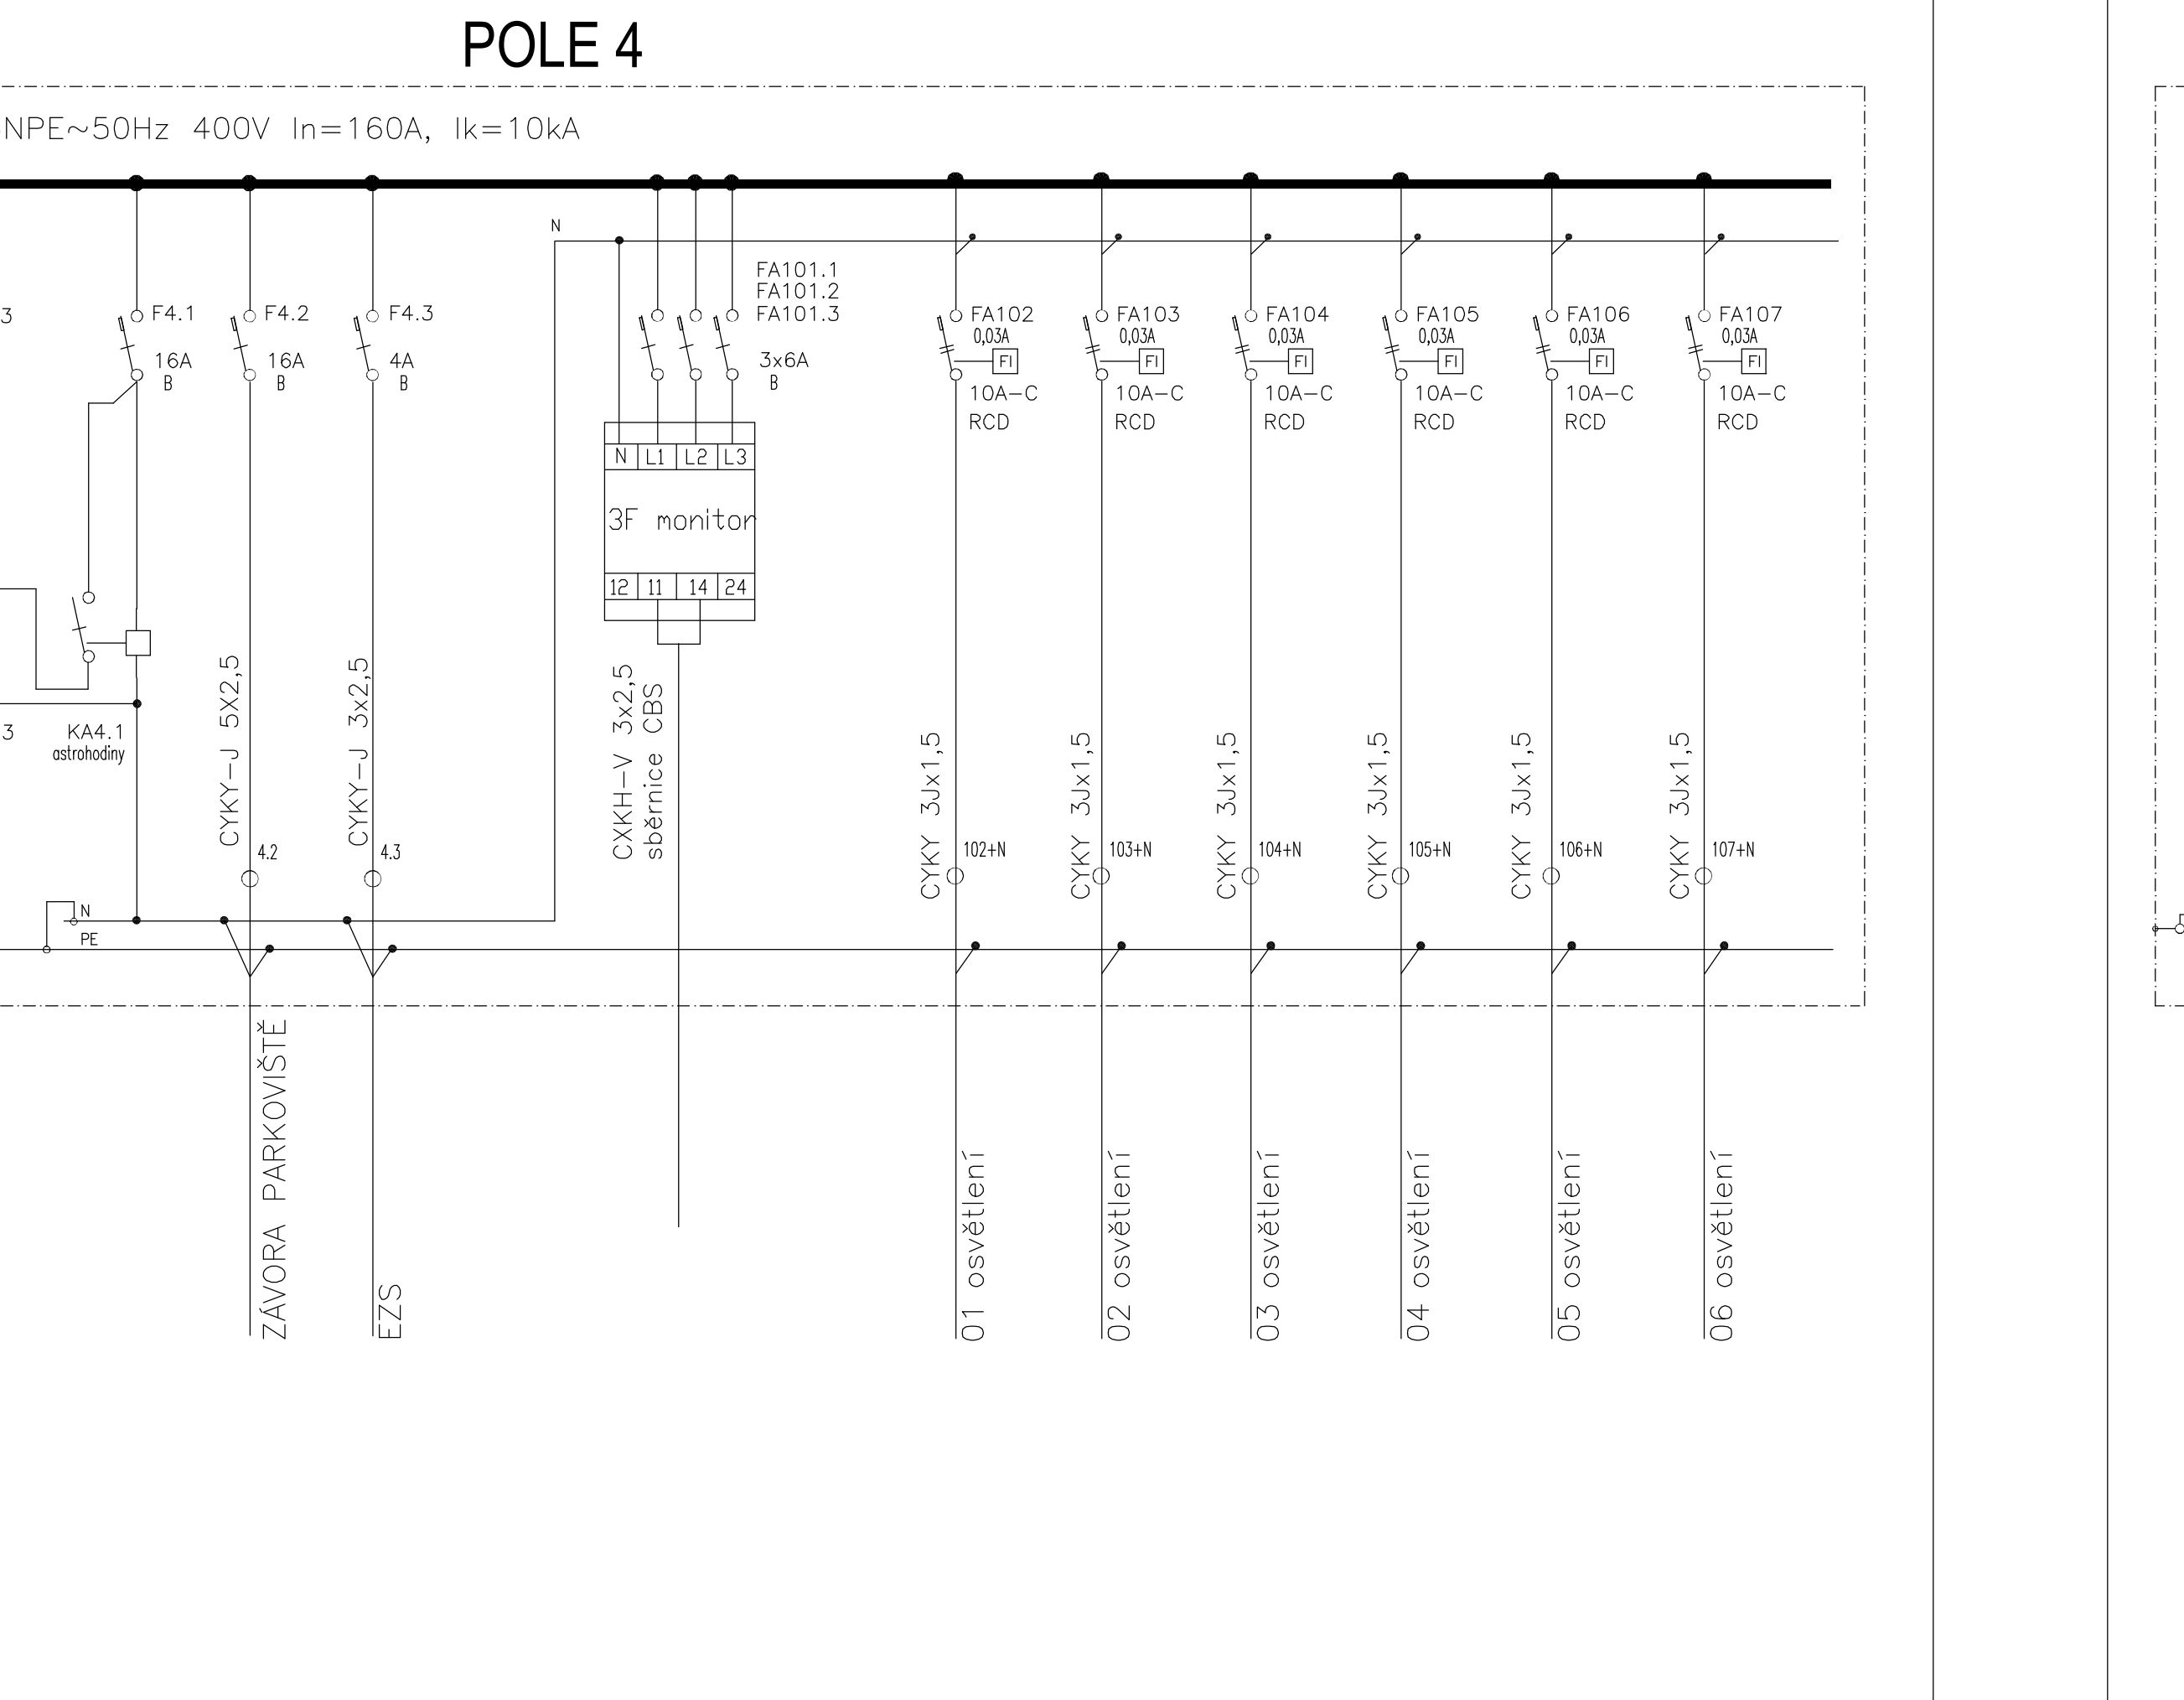 POLE 4
NPE~50Hz 400V In=160A, Ik=10kA
N
FA101.1
FA101.2
FA101.3
3
F4.1
F4.2
F4.3
FA102
FA103
FA104
FA105
FA106
FA107
0,03A
0,03A
0,03A
0,03A
0,03A
0,03A
16A
B
16A
B
4A
B
3x6A
B
FI
FI
FI
FI
FI
FI
10A-C
RCD
10A-C
RCD
10A-C
RCD
10A-C
RCD
10A-C
RCD
10A-C
RCD
N L1 L2 L3
3F monitor
12 11 14 24
3
KA4.1
astrohodiny
CYKY-J 5X2,5
CYKY-J 3x2,5
CXKH-V 3x2,5
sběrnice CBS
CYKY 3Jx1,5
CYKY 3Jx1,5
CYKY 3Jx1,5
CYKY 3Jx1,5
CYKY 3Jx1,5
CYKY 3Jx1,5
4.2
4.3
102+N
103+N
104+N
105+N
106+N
107+N
N
PE
ZÁVORA PARKOVIŠTĚ
EZS
01 osvětlení
02 osvětlení
03 osvětlení
04 osvětlení
05 osvětlení
06 osvětlení